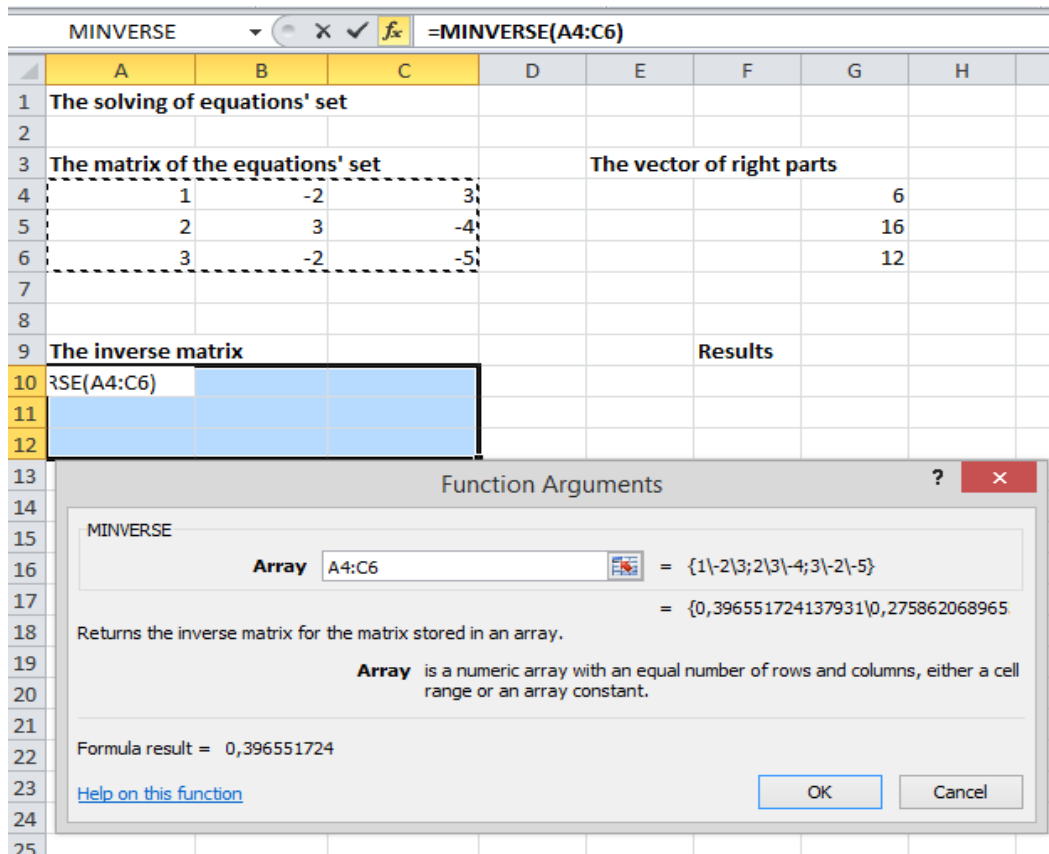 MINVERSE =MINVERSE(A4:C6)
A B C D E F G H
1 The solving of equations' set
2
3 The matrix of the equations' set The vector of right parts
4 1 -2 3 6
5 2 3 -4 16
6 3 -2 -5 12
7
8
9 The inverse matrix Results
10 RSE(A4:C6)
11
12
13 Function Arguments ?
14
15 MINVERSE
16 Array A4:C6 = {1\-2\3;2\3\-4;3\-2\-5}
17 = {0,396551724137931\0,275862068965
18 Returns the inverse matrix for the matrix stored in an array.
19 Array is a numeric array with an equal number of rows and columns, either a cell
20 range or an array constant.
21
22 Formula result = 0,396551724
23 Help on this function OK Cancel
24
25